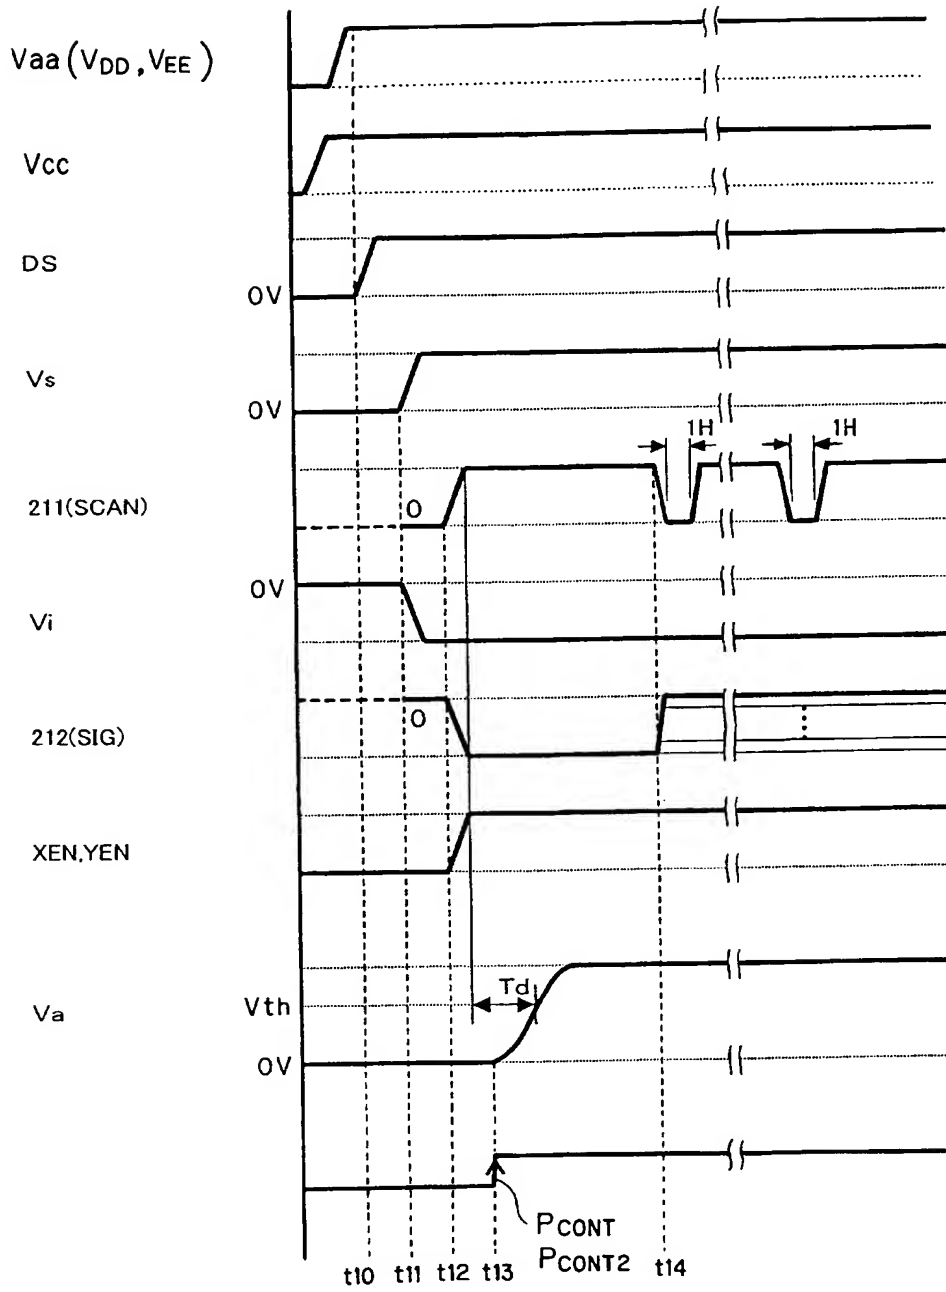 Vaa(VDD,VEE)
Vcc
DS
0V
Vs
0V
1H 1H
211(SCAN)
0
0V
Vi
212(SIG)
0
XEN,YEN
Td
Vth
Va
0V
PCONT
PCONT2
t10 t11 t12 t13 t14